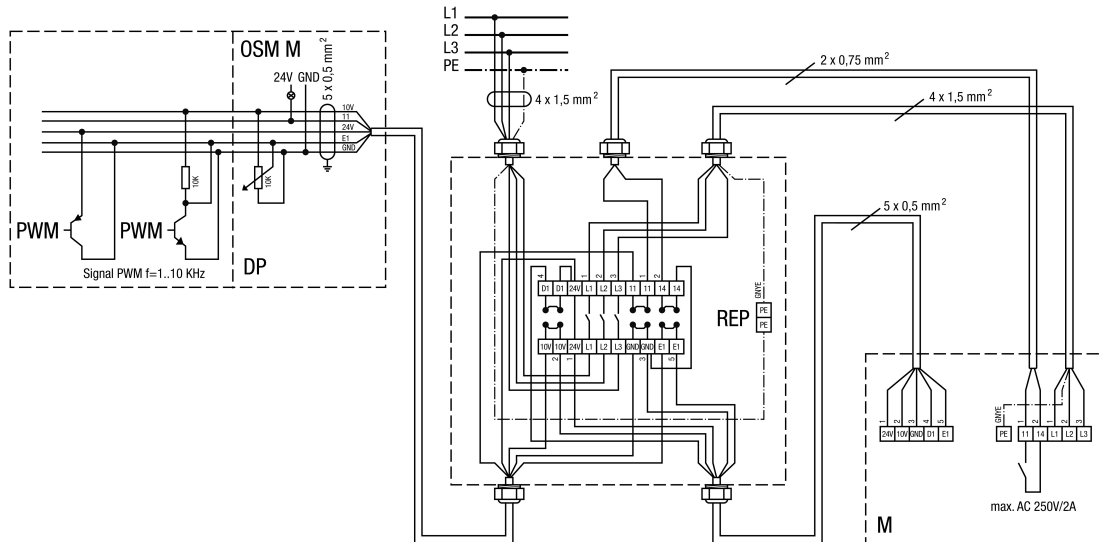 L1
L2
L3
PE
4 x 1,5 mm²
2 x 0,75 mm²
4 x 1,5 mm²
5 x 0,5 mm²
OSM M
5 x 0,5 mm²
24V GND
10V
11
24V
E1
GND
10K
10K
PWM
PWM
Signal PWM f=1..10 KHz
DP
4 1 2 3 11 1 2
D1 D1 24V L1 L2 L3 11 11 14 14
10V 10V 24V L1 L2 L3 GND GND E1 E1
2 1 3 5
REP
GNYE
PE
PE
1 2 3 4 5
24V 10V GND D1 E1
GNYE
PE
1 2 1 2 3
11 14 L1 L2 L3
max. AC 250V/2A
M